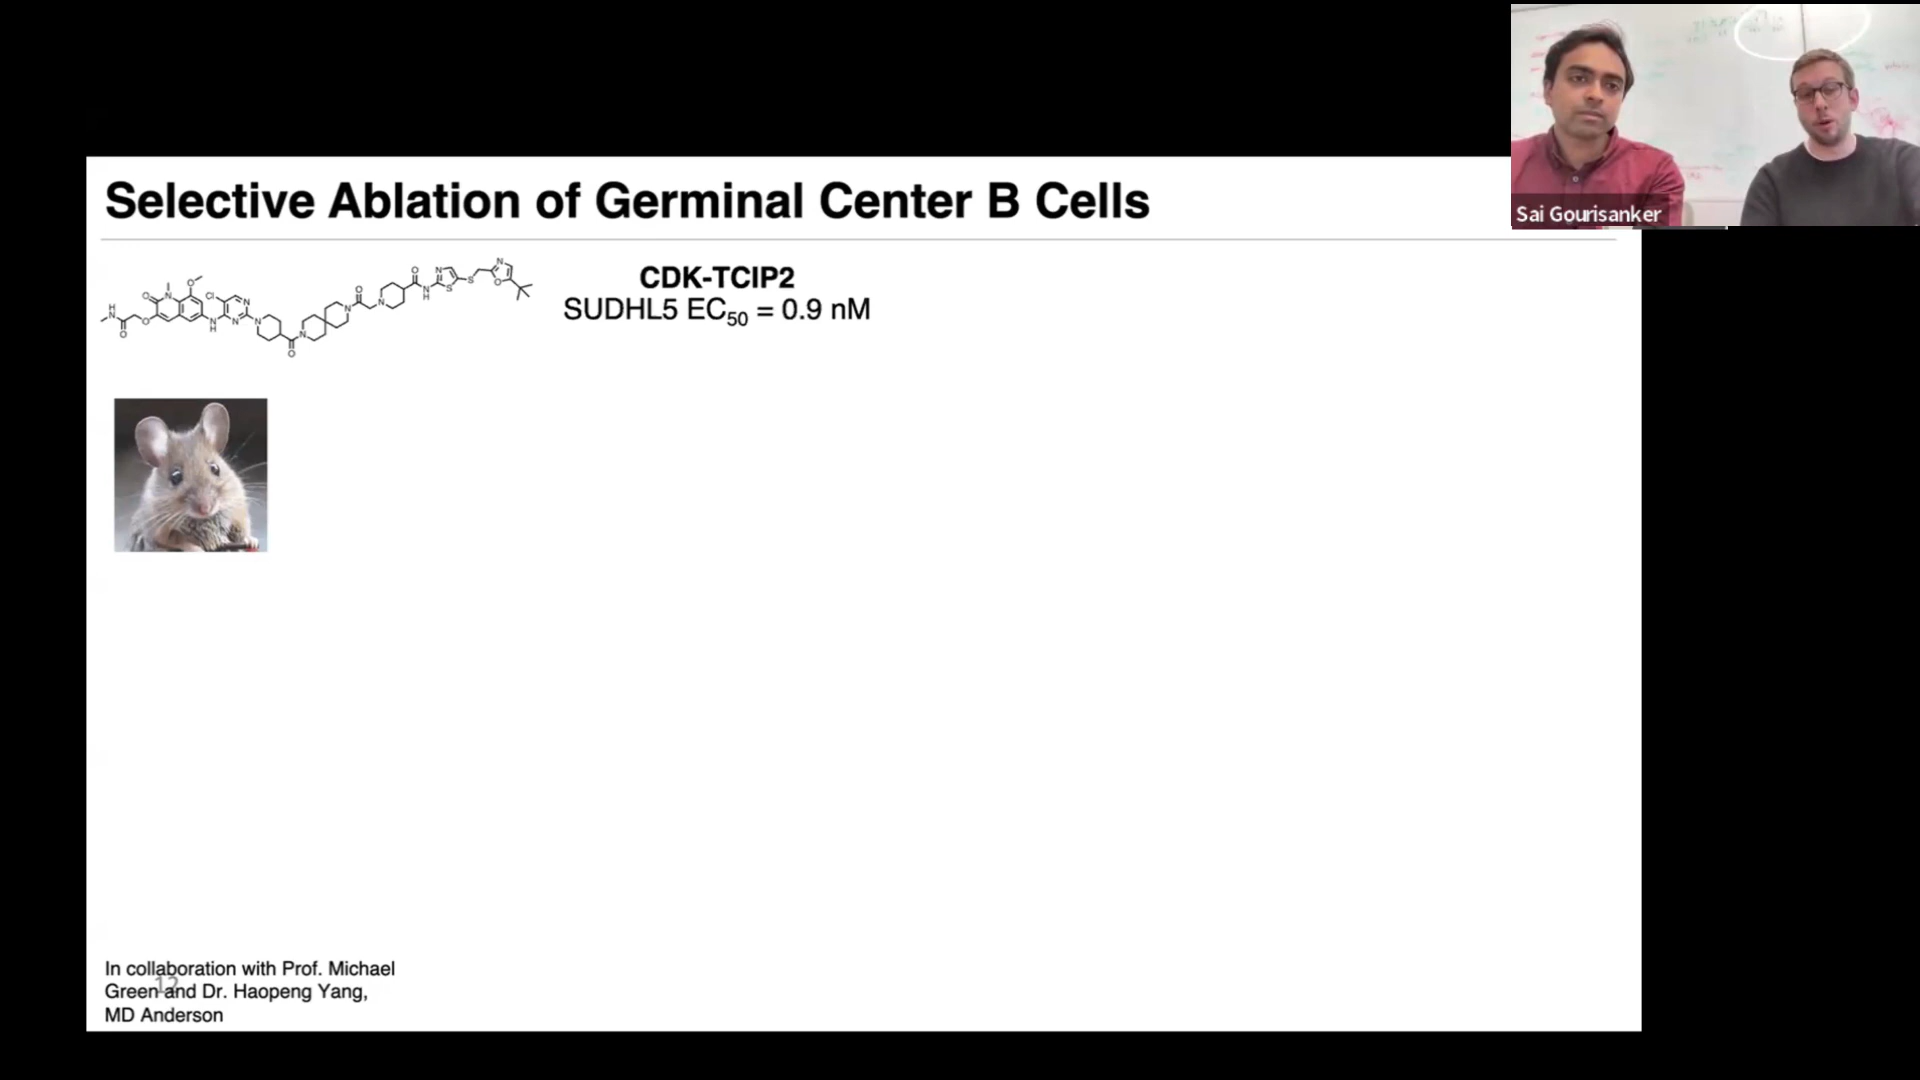 Selective Ablation of Germinal Center B Cells
CDK-TCIP2
SUDHL5 EC50 = 0.9 nM
In collaboration with Prof. Michael
Green and Dr. Haopeng Yang,
MD Anderson
12
Sai Gourisanker